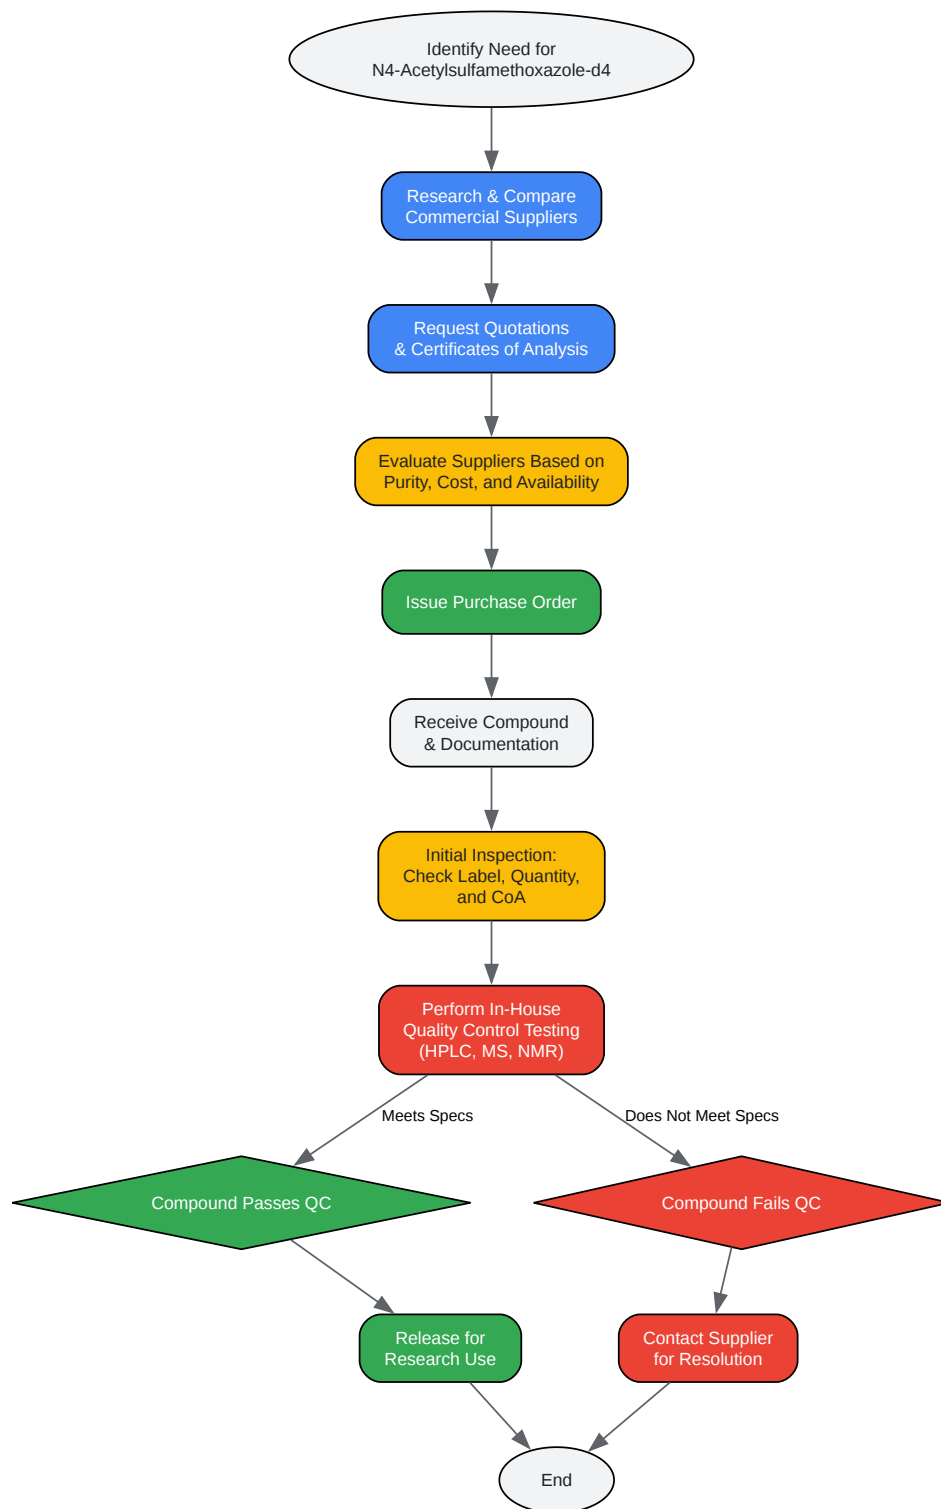 Identify Need for
N4-Acetylsulfamethoxazole-d4
Research & Compare
Commercial Suppliers
Request Quotations
& Certificates of Analysis
Evaluate Suppliers Based on
Purity, Cost, and Availability
Issue Purchase Order
Receive Compound
& Documentation
Initial Inspection:
Check Label, Quantity,
and CoA
Perform In-House
Quality Control Testing
(HPLC, MS, NMR)
Meets Specs
Does Not Meet Specs
Compound Passes QC
Compound Fails QC
Release for
Research Use
Contact Supplier
for Resolution
End